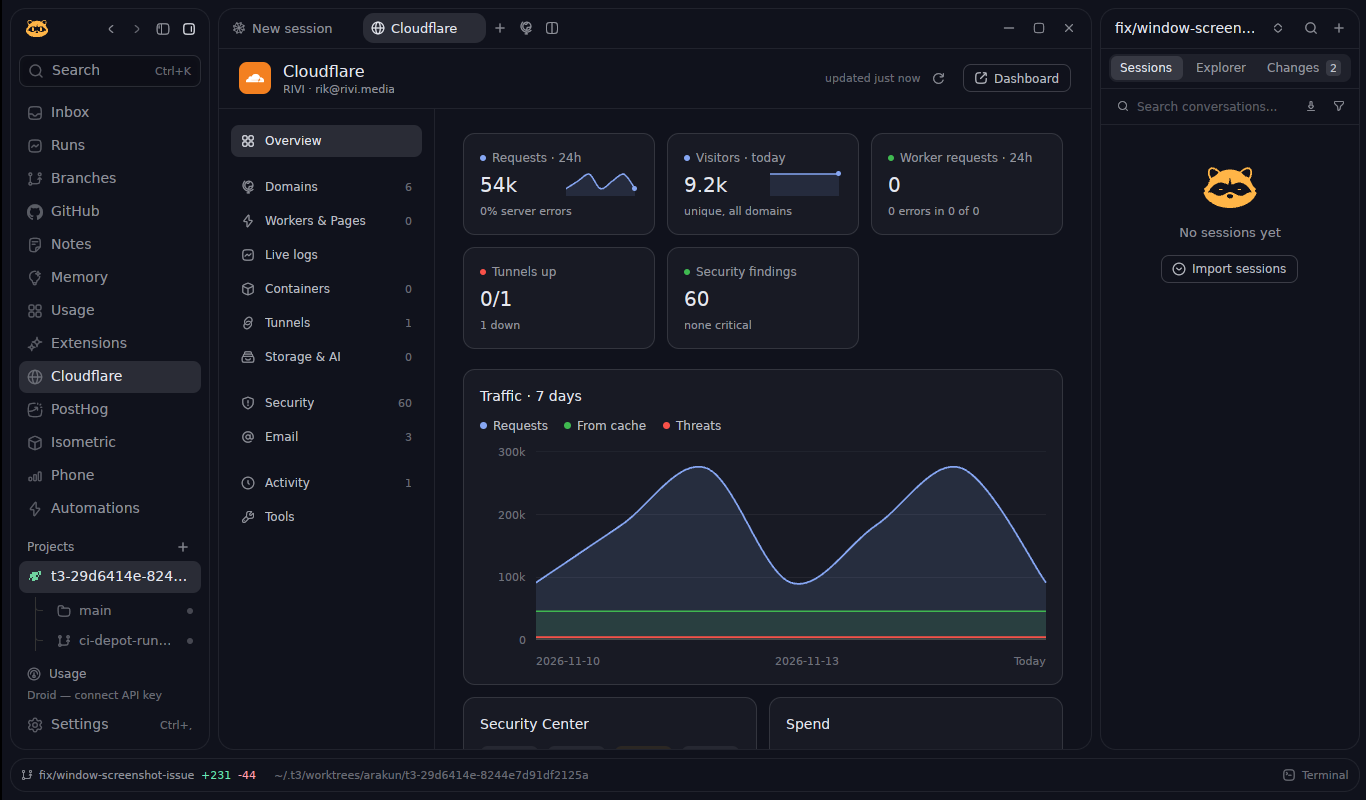 New session
Cloudflare
fix/window-screen...
Search
Ctrl+K
Inbox
Runs
Branches
GitHub
Notes
Memory
Usage
Extensions
Cloudflare
PostHog
Isometric
Phone
Automations
Projects
t3-29d6414e-824...
main
ci-depot-run...
Usage
Droid — connect API key
Settings
Ctrl+,
Cloudflare
RIVI · rik@rivi.media
updated just now
Dashboard
Overview
Domains 6
Workers & Pages 0
Live logs
Containers 0
Tunnels 1
Storage & AI 0
Security 60
Email 3
Activity 1
Tools
Requests · 24h
54k
0% server errors
Visitors · today
9.2k
unique, all domains
Worker requests · 24h
0
0 errors in 0 of 0
Tunnels up
0/1
1 down
Security findings
60
none critical
Traffic · 7 days
Requests From cache Threats
300k
200k
100k
0
2026-11-10 2026-11-13 Today
Security Center
Spend
Sessions Explorer Changes 2
Search conversations...
No sessions yet
Import sessions
fix/window-screenshot-issue +231 -44 ~/.t3/worktrees/arakun/t3-29d6414e-8244e7d91df2125a
Terminal